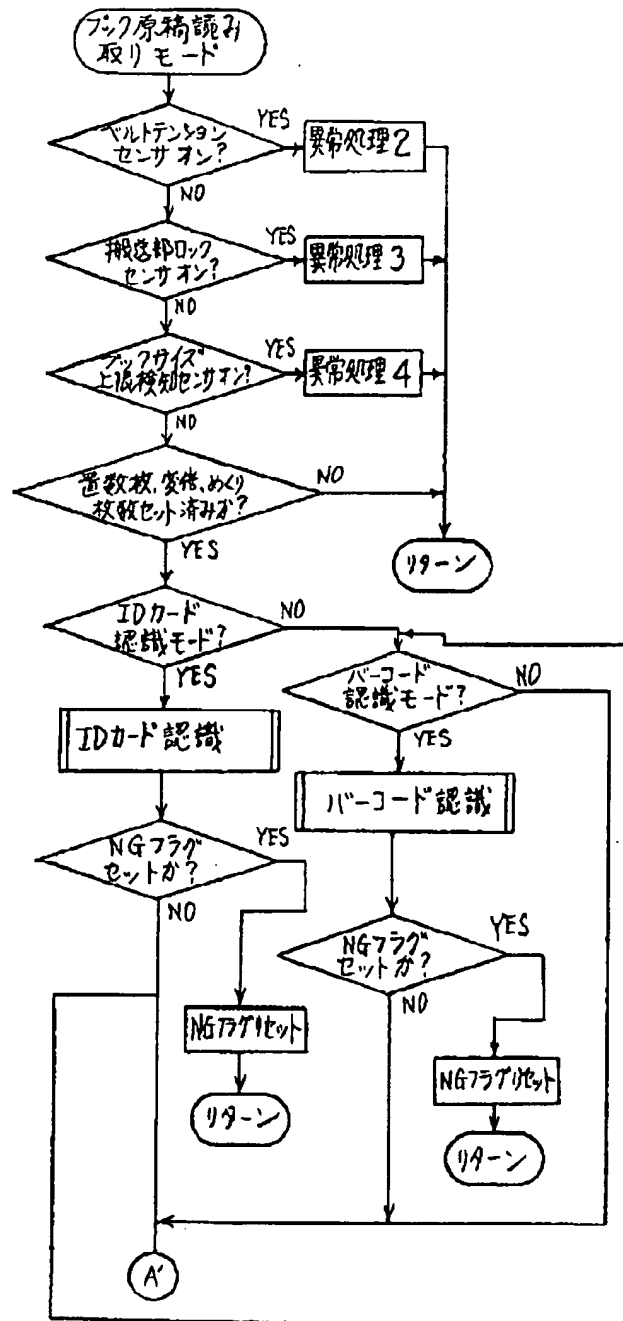 ブック原稿読み
取りモード
ベルトテンション
センサオン?
YES
異常処理2
NO
搬送部ロック
センサオン?
YES
異常処理3
NO
ブックサイズ
上限検知センサオン?
YES
異常処理4
NO
置数枚,変倍,めくり
枚数セット済みか?
NO
YES
リターン
IDカード
認識モード?
NO
YES
バーコード
認識モード?
NO
YES
IDカード認識
バーコード認識
NGフラグ
セットか?
YES
NO
NGフラグ
セットか?
YES
NO
NGフラグリセット
NGフラグリセット
リターン
リターン
A'